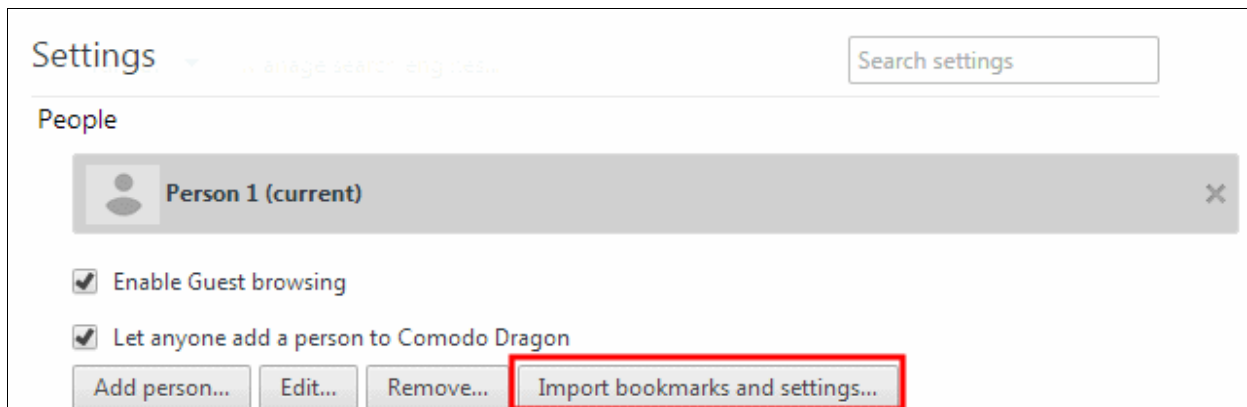 Settings
Search settings
People
Person 1 (current)
Enable Guest browsing
Let anyone add a person to Comodo Dragon
Add person... Edit... Remove... Import bookmarks and settings...